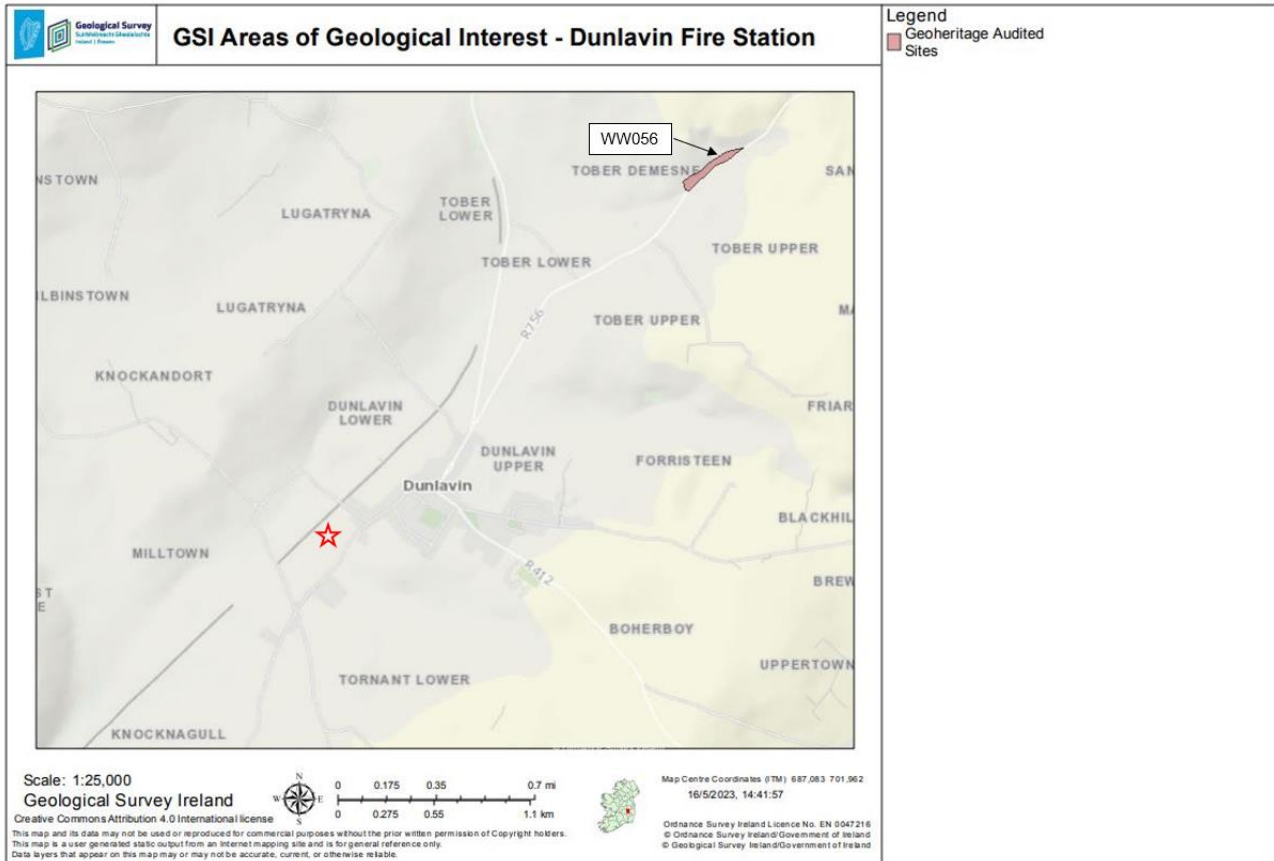 Geological Survey
Suirbhéireacht Gheolaíochta
Ireland | Éireann
GSI Areas of Geological Interest - Dunlavin Fire Station
Legend
Geoheritage Audited
Sites
WW056
TOBER DEMESNE
SAN
NSTOWN
LUGATRYNA
TOBER
LOWER
TOBER UPPER
TOBER LOWER
ILBINSTOWN
LUGATRYNA
R756
TOBER UPPER
MA
KNOCKANDORT
DUNLAVIN
LOWER
FRIAR
DUNLAVIN
UPPER
FORRISTEEN
Dunlavin
BLACKHIL
MILLTOWN
R412
BREW
ST
E
BOHERBOY
UPPERTOWN
TORNANT LOWER
KNOCKNAGULL
Scale: 1:25,000
Geological Survey Ireland
Creative Commons Attribution 4.0 International license
N
W
E
S
0 0.175 0.35 0.7 mi
0 0.275 0.55 1.1 km
Map Centre Coordinates (ITM) 687,083 701,962
16/5/2023, 14:41:57
Ordnance Survey Ireland Licence No. EN 0047216
© Ordnance Survey Ireland/Government of Ireland
© Geological Survey Ireland/Government of Ireland
This map and its data may not be used or reproduced for commercial purposes without the prior written permission of Copyright holders.
This map is a user generated static output from an Internet mapping site and is for general reference only.
Data layers that appear on this map may or may not be accurate, current, or otherwise reliable.